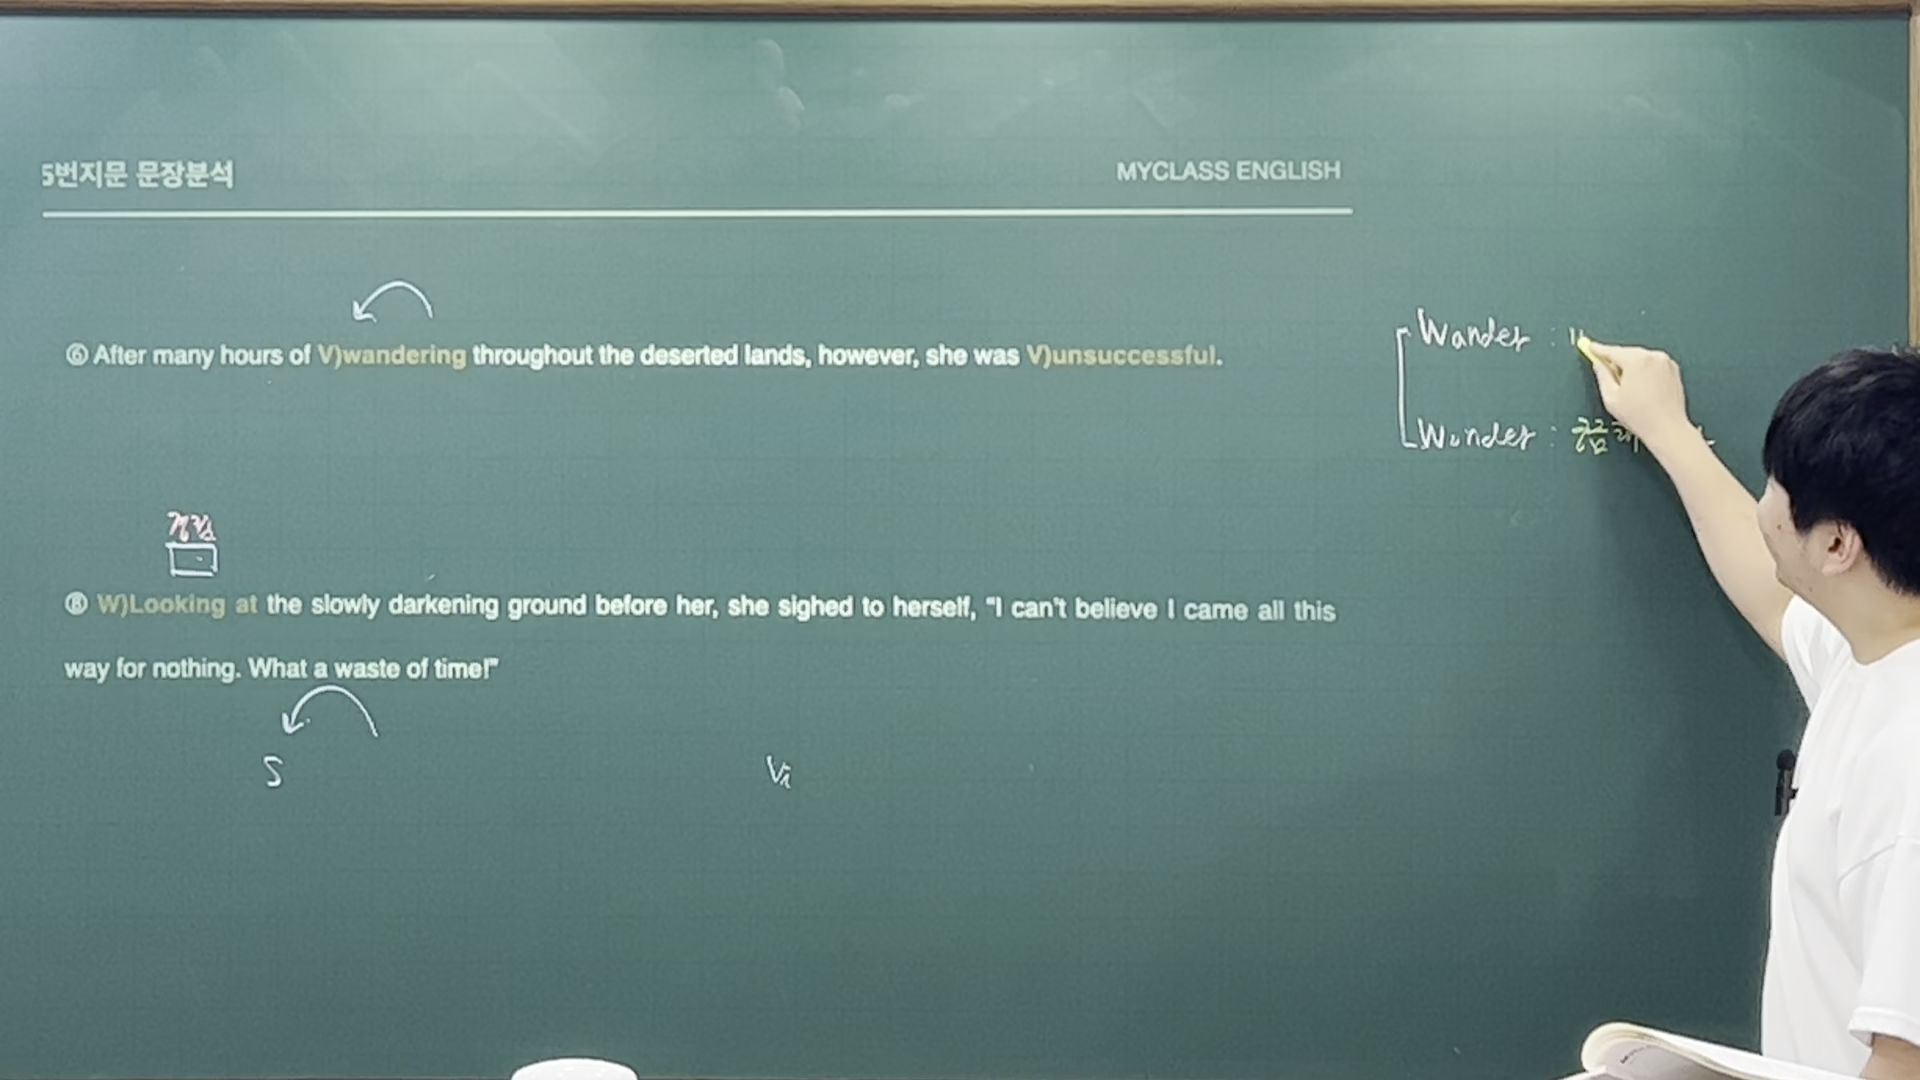 5번지문 문장분석
MYCLASS ENGLISH
⑥ After many hours of V)wandering throughout the deserted lands, however, she was V)unsuccessful.
Wander :
Wonder : 궁금해
⑧ W)Looking at the slowly darkening ground before her, she sighed to herself, "I can't believe I came all this
way for nothing. What a waste of time!"
S Vi